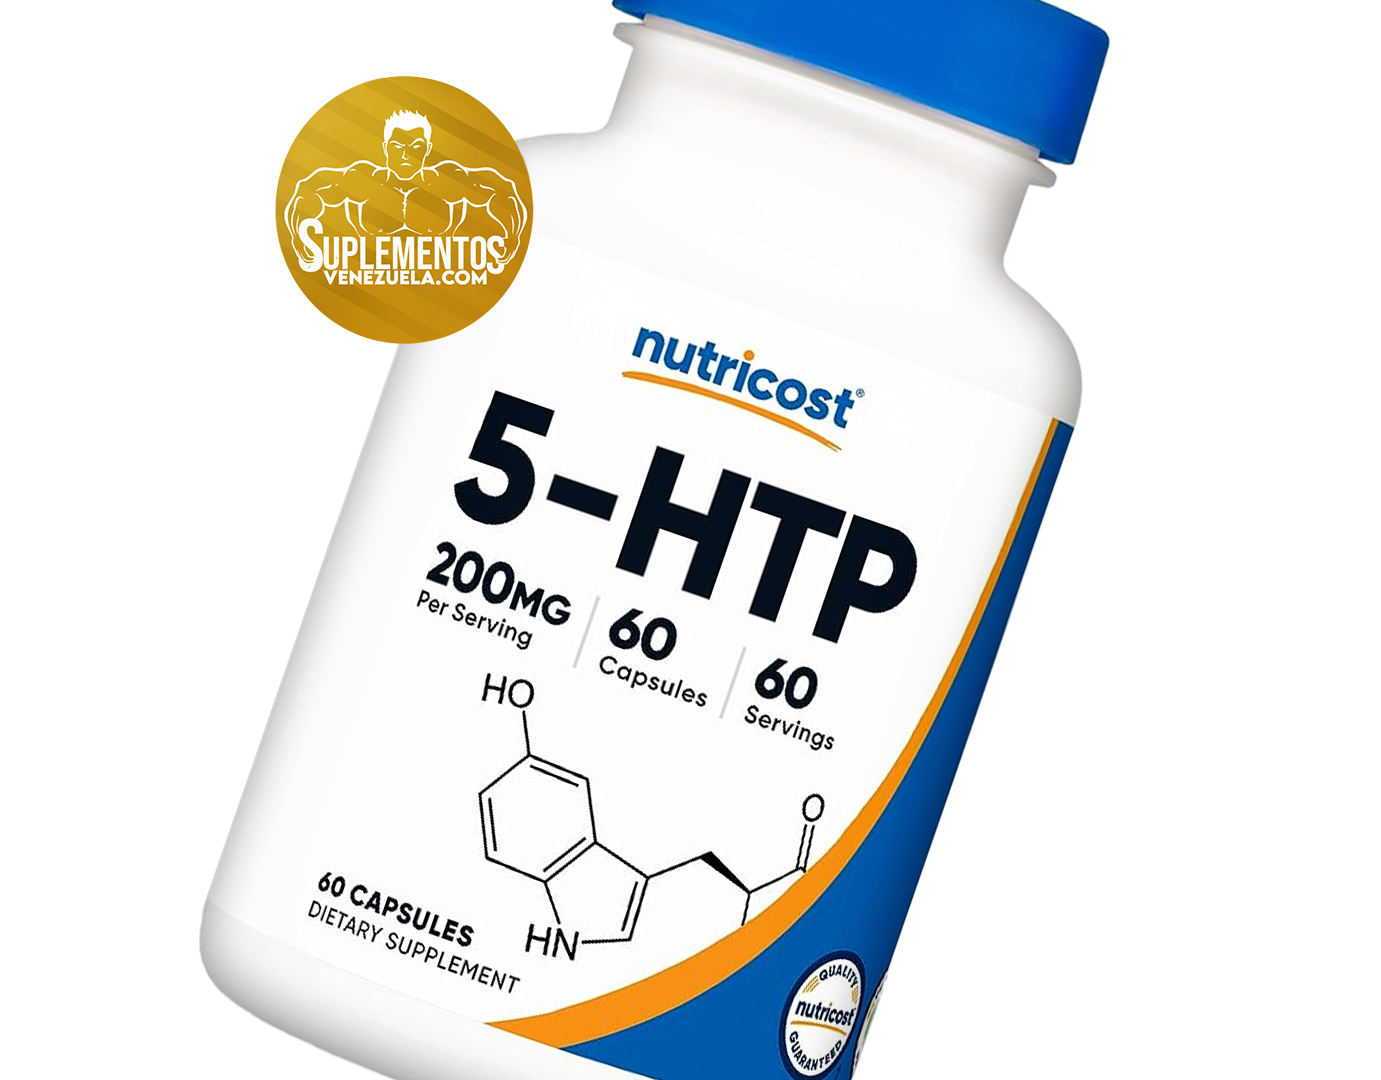 SUPLEMENTOS
VENEZUELA.COM
nutricost®
5-HTP
200MG
Per Serving
60
Capsules
60
Servings
HO
O
HN
60 CAPSULES
DIETARY SUPPLEMENT
QUALITY
nutricost
GUARANTEED